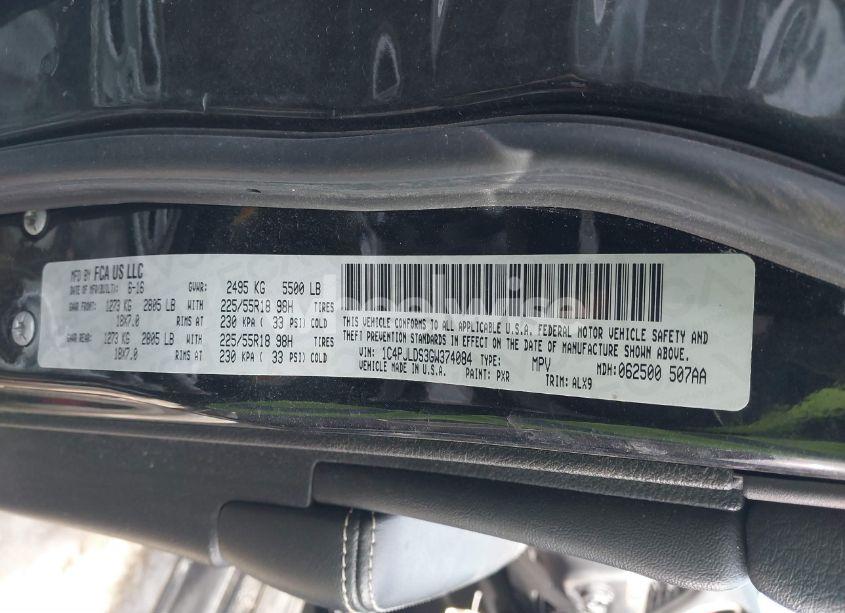 MFD BY FCA US LLC
DATE OF MFG(BUILT): 6-16 GVWR: 2495 KG 5500 LB
GAWR FRONT: 1273 KG 2805 LB WITH 225/55R18 98H TIRES
18X7.0 RIMS AT 230 KPA ( 33 PSI) COLD
GAWR REAR: 1273 KG 2805 LB WITH 225/55R18 98H TIRES
18X7.0 RIMS AT 230 KPA ( 33 PSI) COLD
THIS VEHICLE CONFORMS TO ALL APPLICABLE U.S.A. FEDERAL MOTOR VEHICLE SAFETY AND
THEFT PREVENTION STANDARDS IN EFFECT ON THE DATE OF MANUFACTURE SHOWN ABOVE.
VIN: 1C4PJLDS3GW374084 TYPE: MPV MDH: 062500 507AA
VEHICLE MADE IN U.S.A. PAINT: PXR TRIM: ALX9